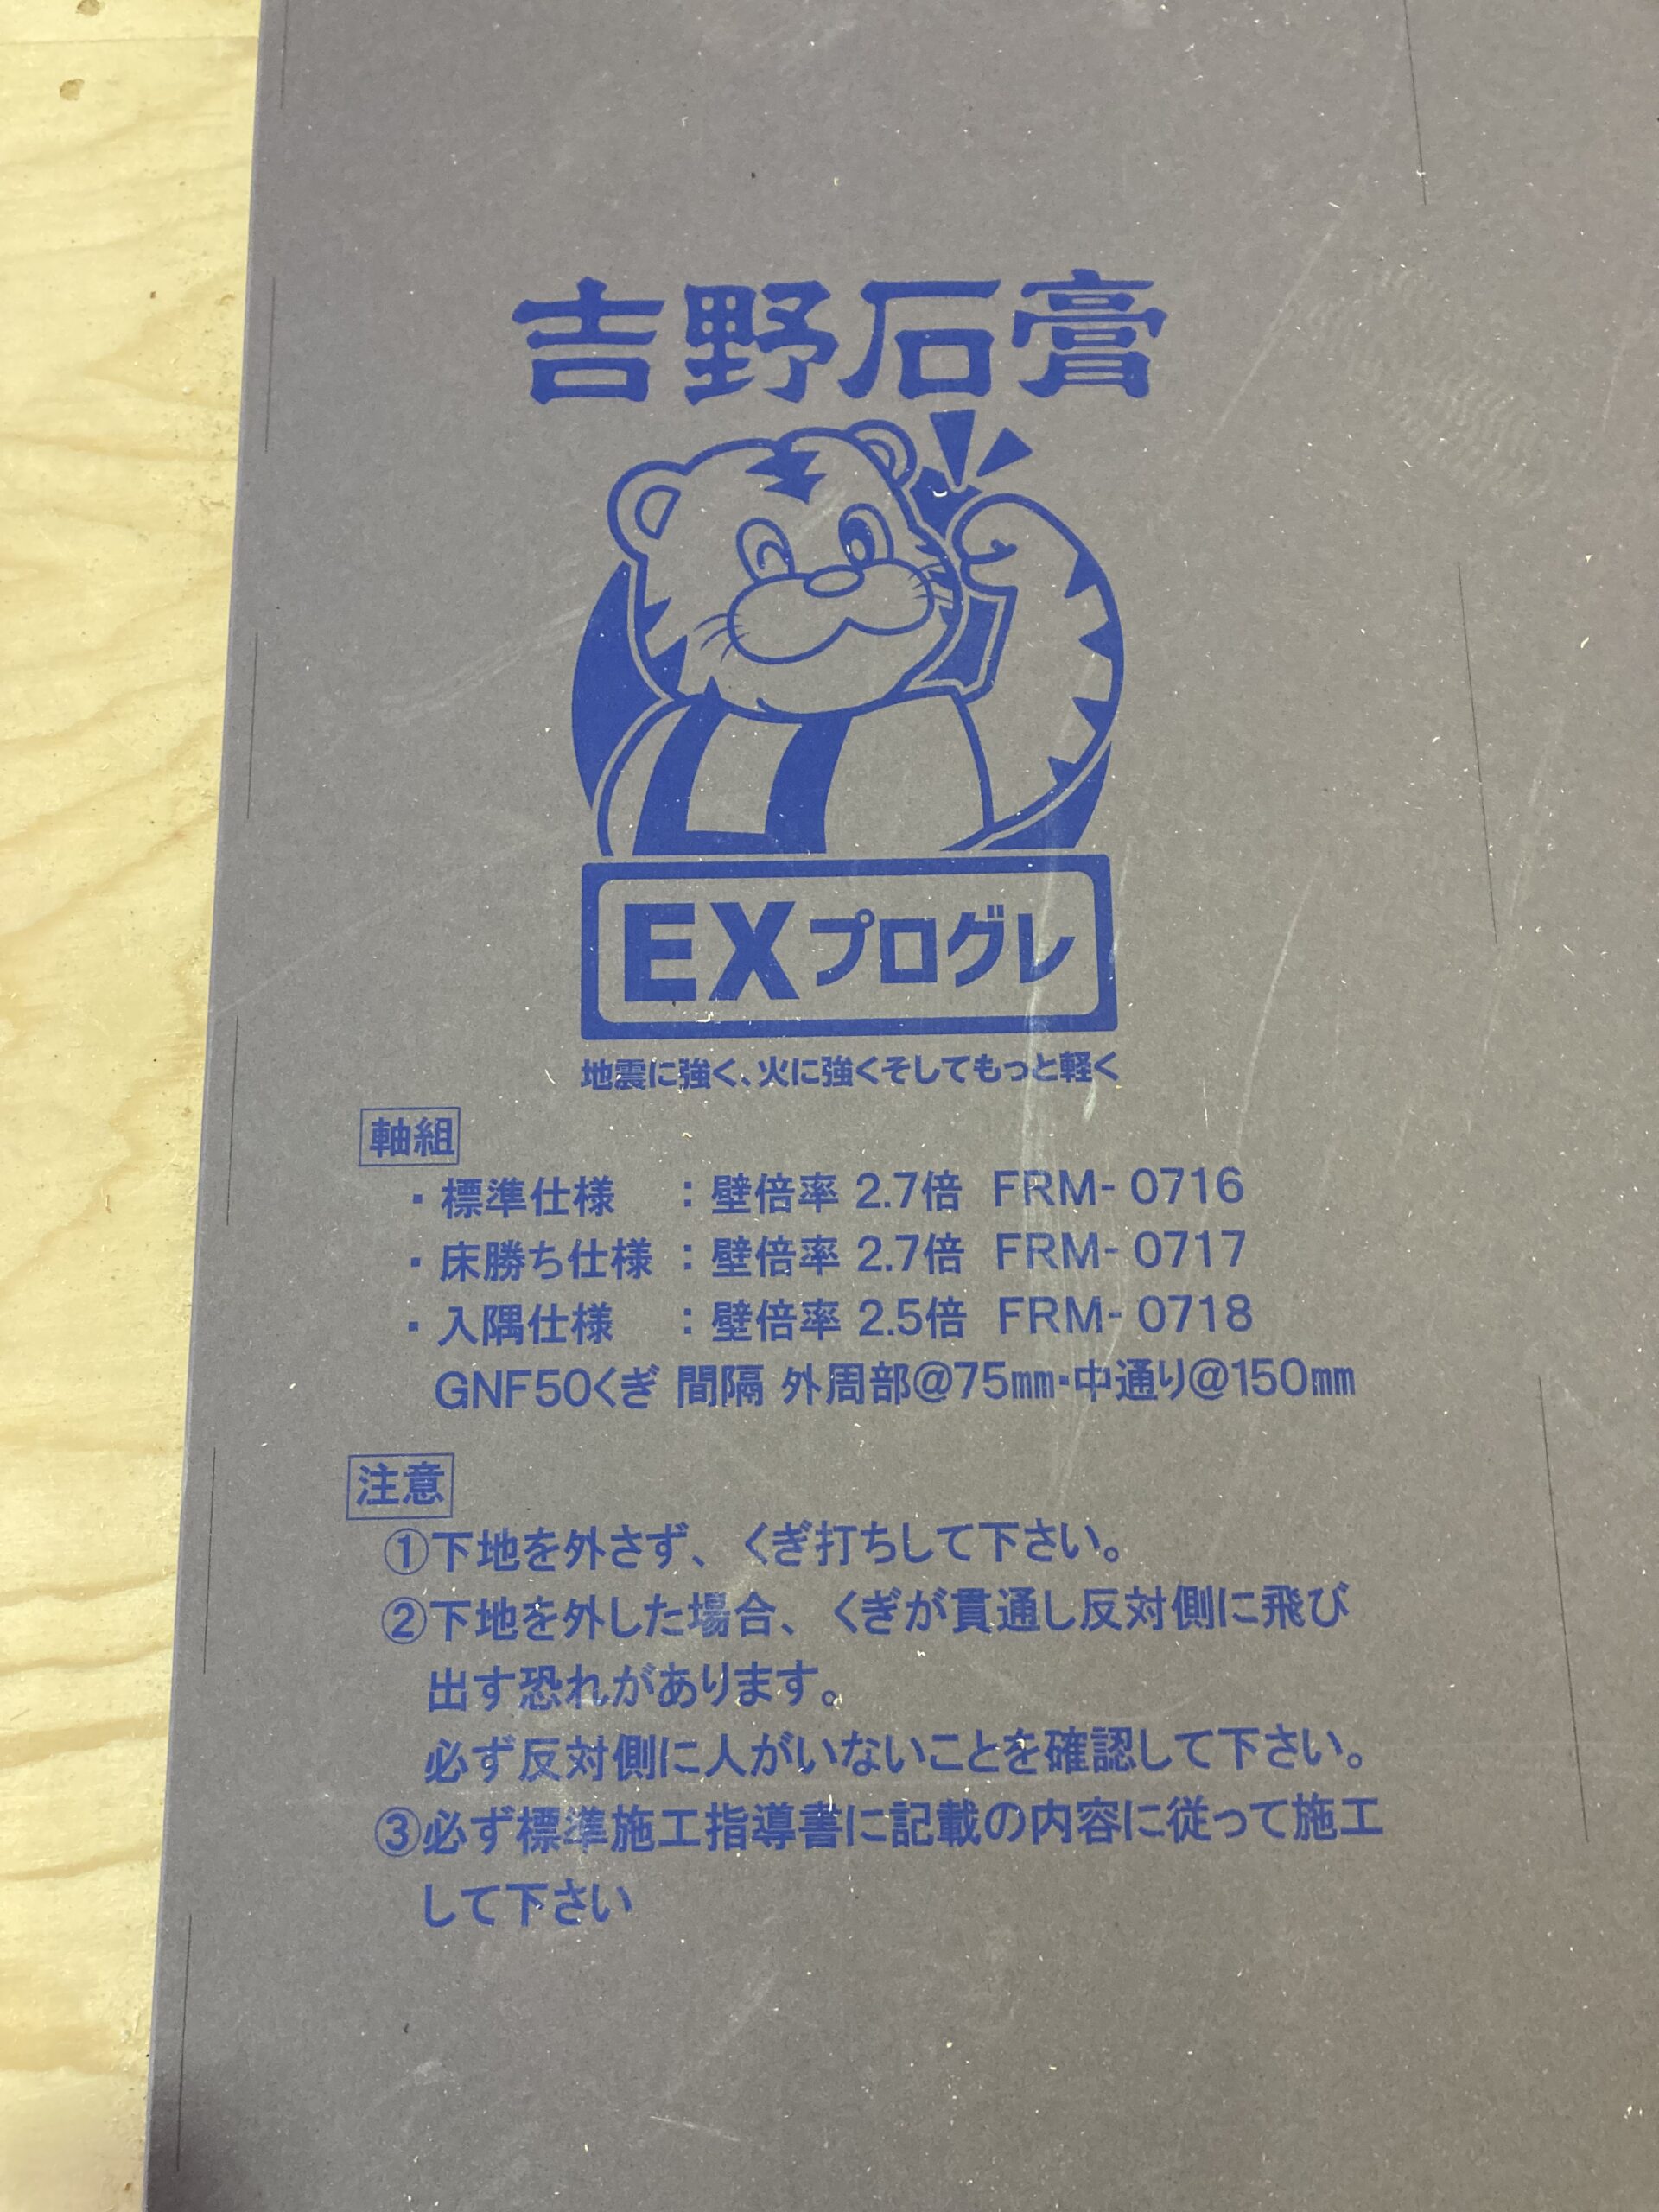 吉野石膏
EXプログレ
地震に強く、火に強くそしてもっと軽く
軸組
・標準仕様 ：壁倍率 2.7倍 FRM- 0716
・床勝ち仕様 ：壁倍率 2.7倍 FRM- 0717
・入隅仕様 ：壁倍率 2.5倍 FRM- 0718
GNF50くぎ 間隔 外周部@75㎜・中通り@150㎜
注意
①下地を外さず、くぎ打ちして下さい。
②下地を外した場合、くぎが貫通し反対側に飛び
出す恐れがあります。
必ず反対側に人がいないことを確認して下さい。
③必ず標準施工指導書に記載の内容に従って施工
して下さい